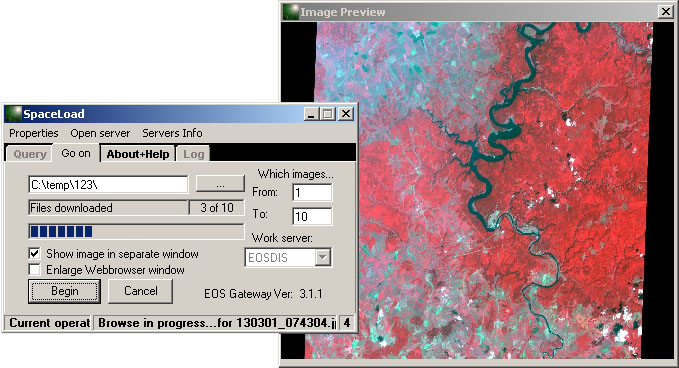 Image Preview
SpaceLoad
Properties Open server Servers Info
Query Go on About+Help Log
Which images...
C:\temp\123\ ... From: 1
Files downloaded 3 of 10
To: 10
Work server:
Show image in separate window EOSDIS
Enlarge Webbrowser window
Begin Cancel EOS Gateway Ver: 3.1.1
Current operat Browse in progress...for 130301_074304.j 4